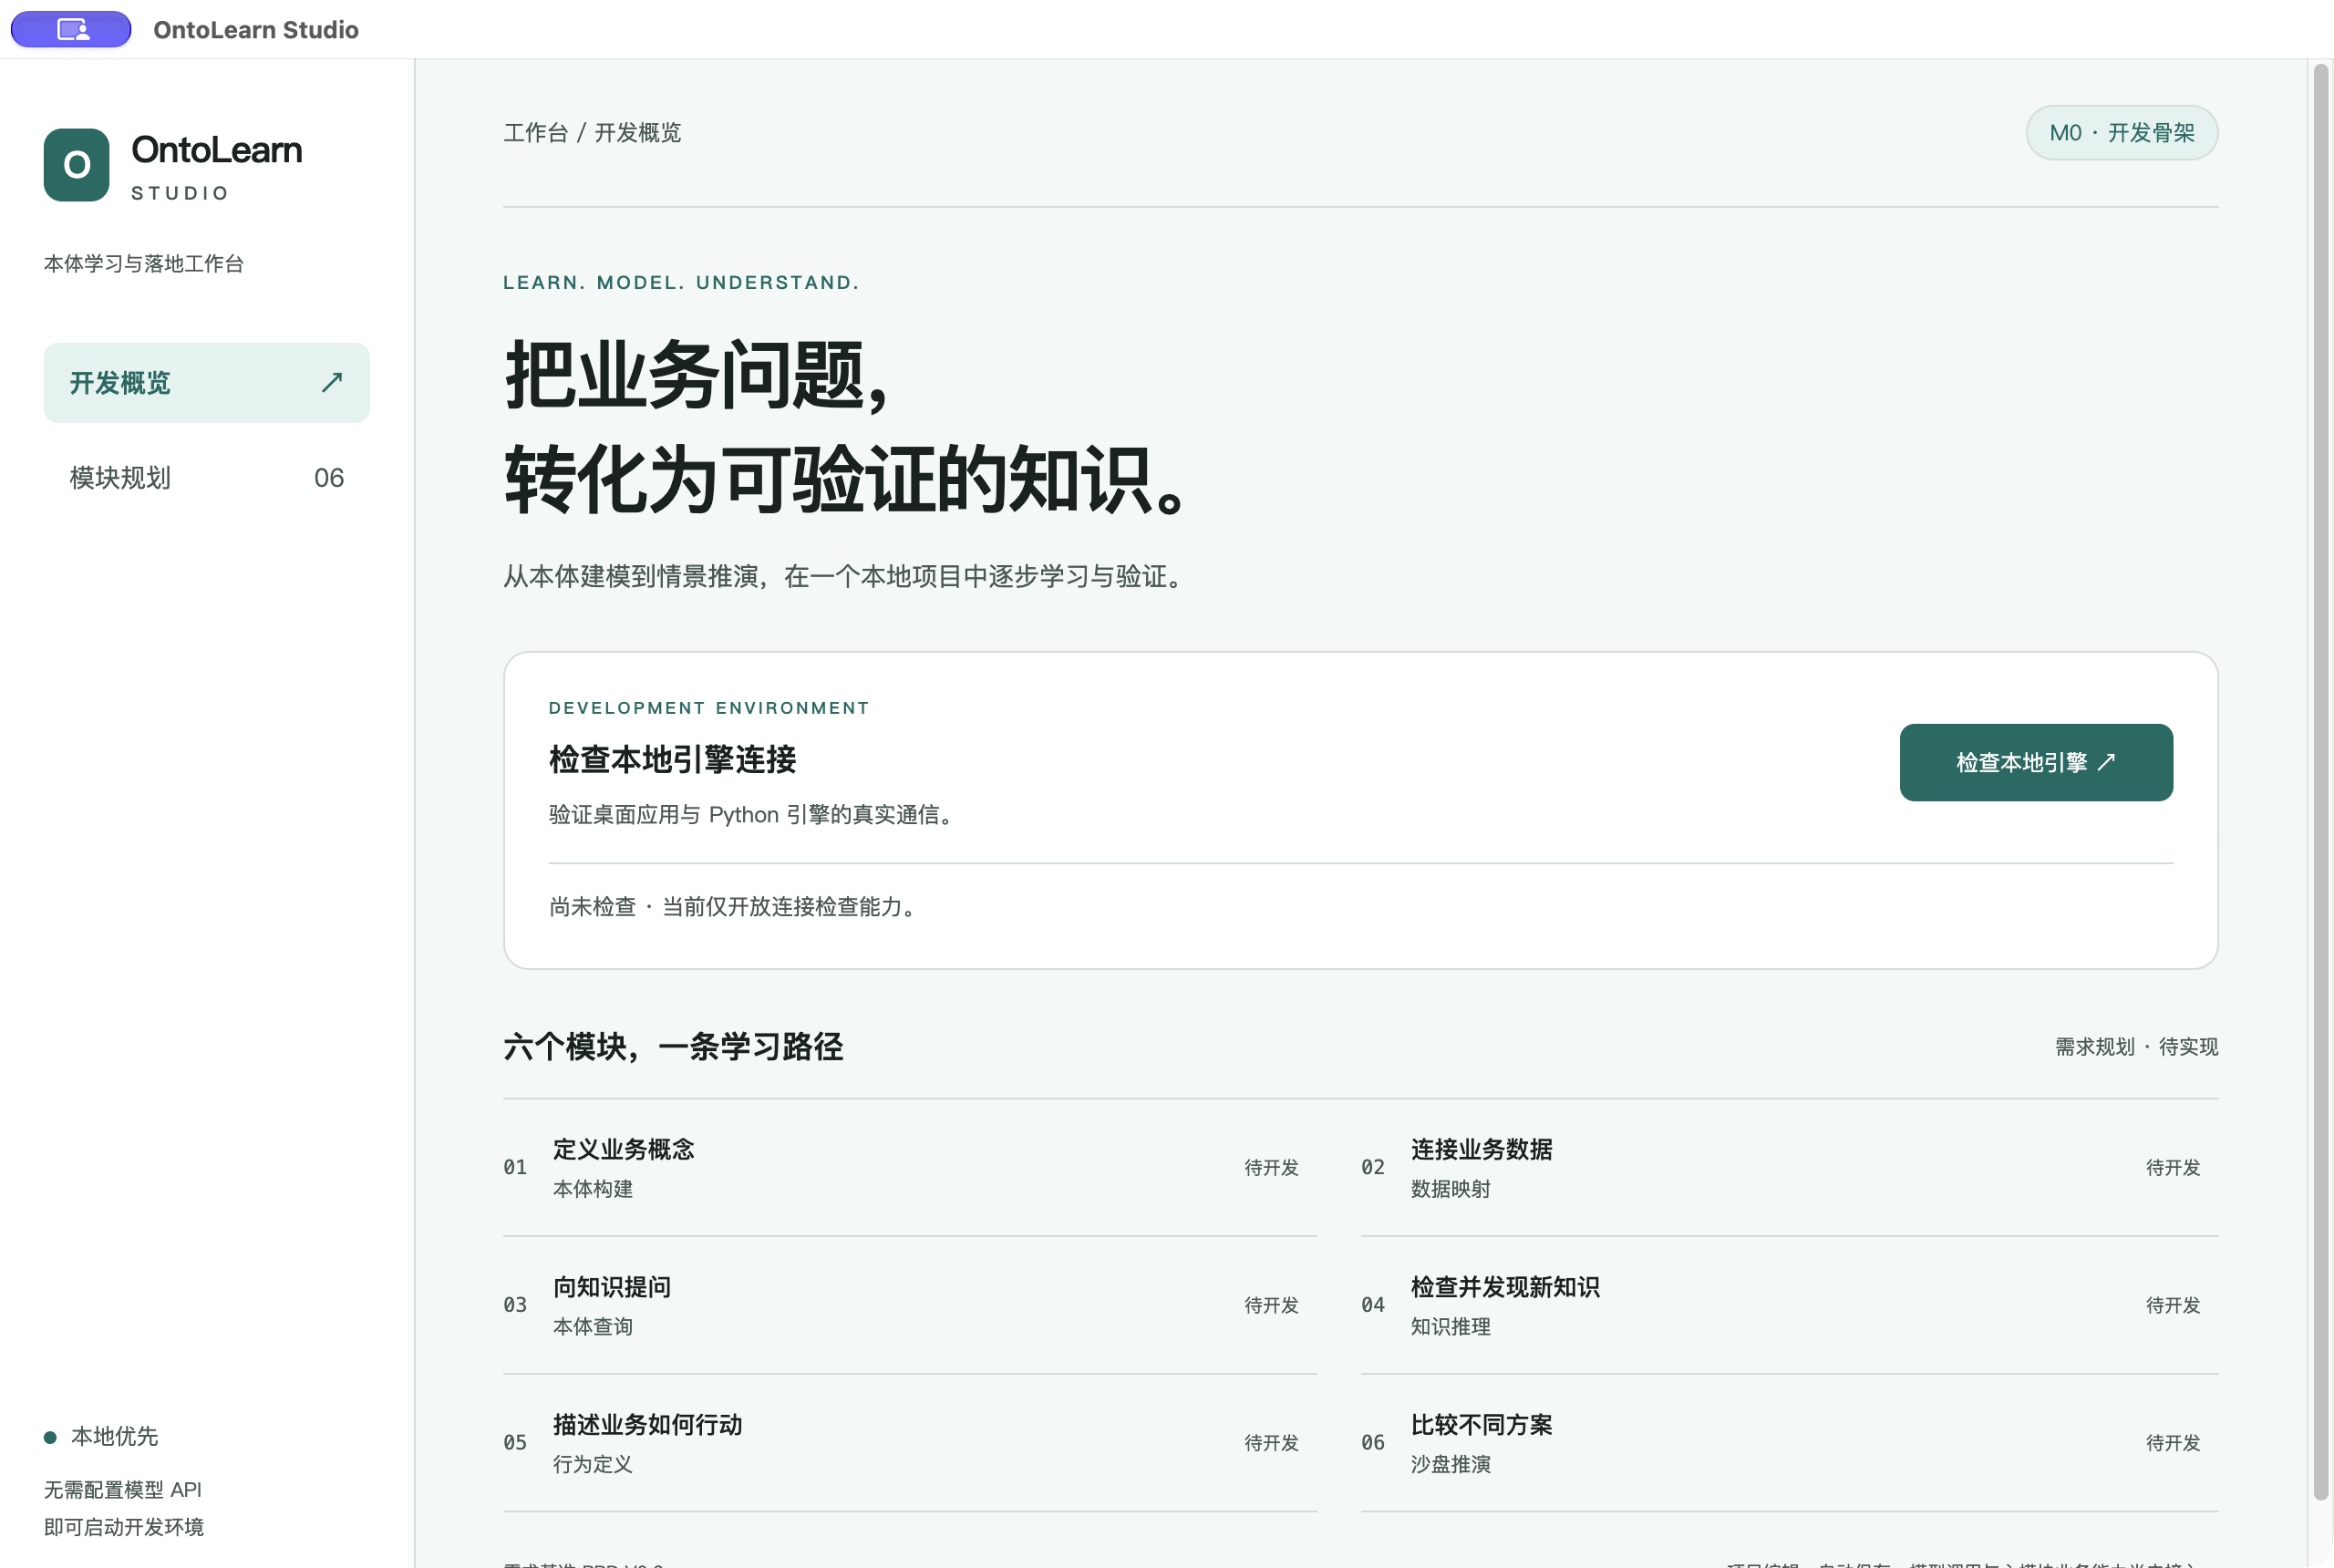 OntoLearn Studio
O
OntoLearn
STUDIO
本体学习与落地工作台
开发概览 ↗
模块规划 06
本地优先
无需配置模型 API
即可启动开发环境
工作台 / 开发概览
M0 · 开发骨架
LEARN. MODEL. UNDERSTAND.
把业务问题，
转化为可验证的知识。
从本体建模到情景推演，在一个本地项目中逐步学习与验证。
DEVELOPMENT ENVIRONMENT
检查本地引擎连接
验证桌面应用与 Python 引擎的真实通信。
检查本地引擎 ↗
尚未检查 · 当前仅开放连接检查能力。
六个模块，一条学习路径
需求规划 · 待实现
01 定义业务概念 待开发
本体构建
02 连接业务数据 待开发
数据映射
03 向知识提问 待开发
本体查询
04 检查并发现新知识 待开发
知识推理
05 描述业务如何行动 待开发
行为定义
06 比较不同方案 待开发
沙盘推演